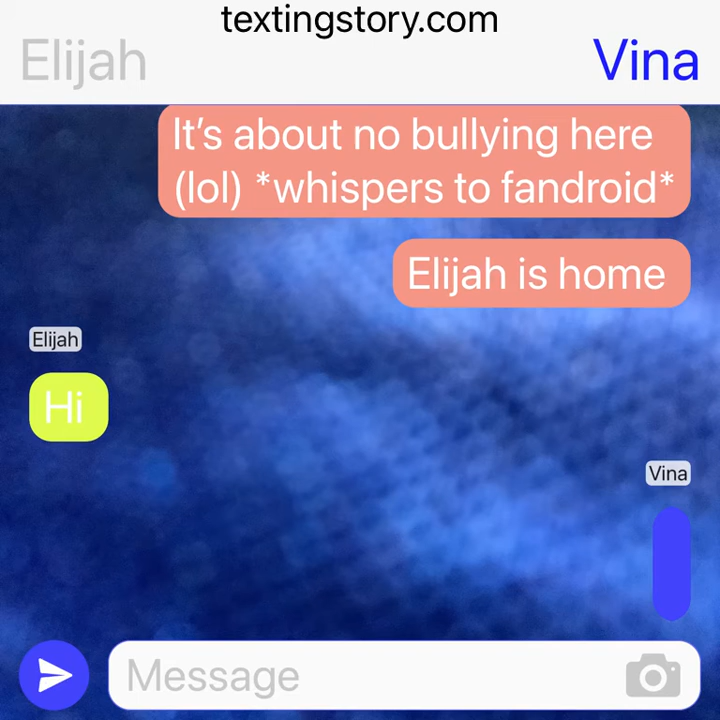 textingstory.com
Elijah Vina
It’s about no bullying here
(lol) *whispers to fandroid*
Elijah is home
Elijah
Hi
Vina
Message